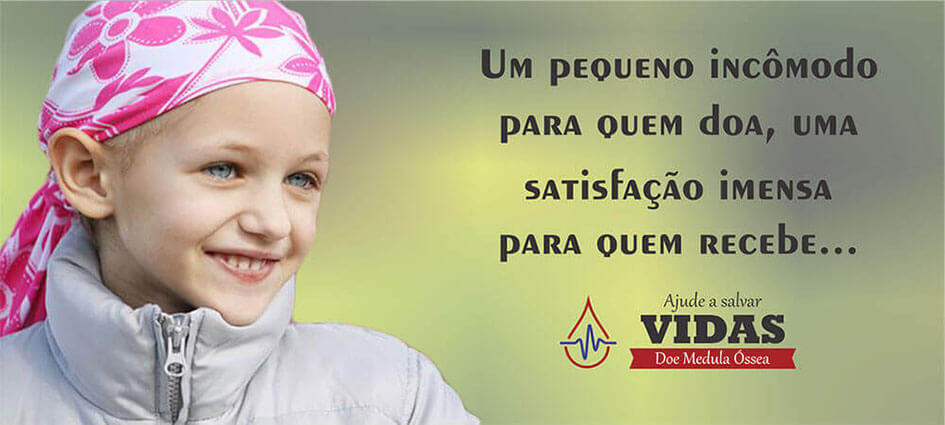 Um pequeno incômodo
para quem doa, uma
satisfação imensa
para quem recebe...
Ajude a salvar
VIDAS
Doe Medula Óssea